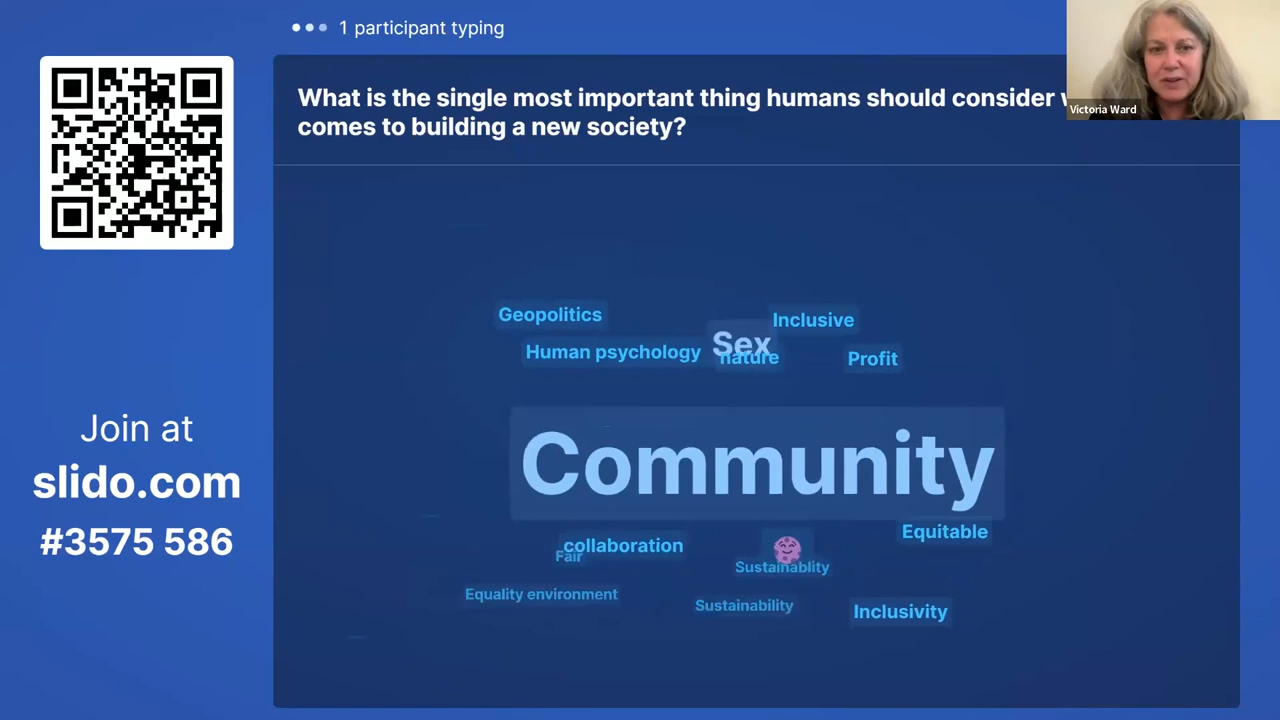 1 participant typing
What is the single most important thing humans should consider
comes to building a new society?
Victoria Ward
Geopolitics
Inclusive
Sex
Human psychology
nature
Profit
Community
Equitable
collaboration
Fair
Sustainablity
Equality environment
Sustainability
Inclusivity
Join at
slido.com
#3575 586